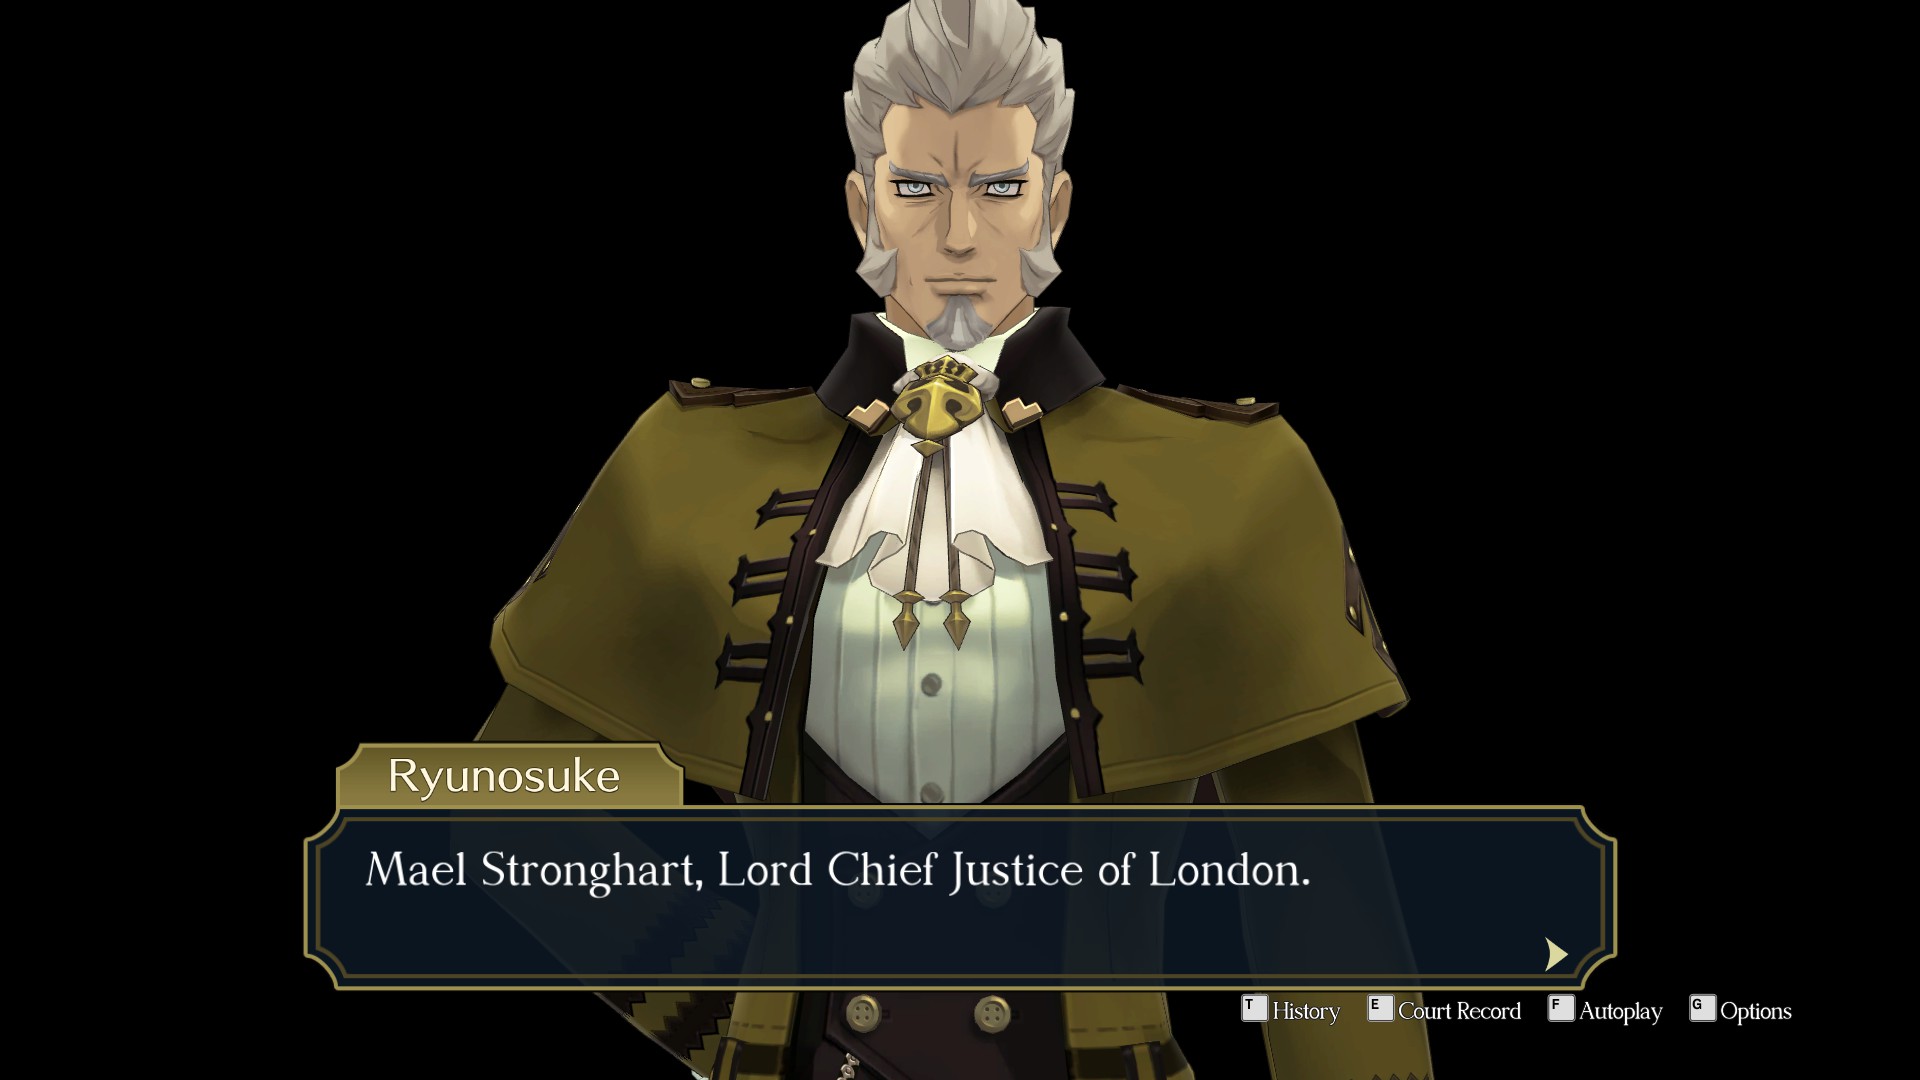 Ryunosuke
Mael Stronghart, Lord Chief Justice of London.
T History E Court Record F Autoplay G Options